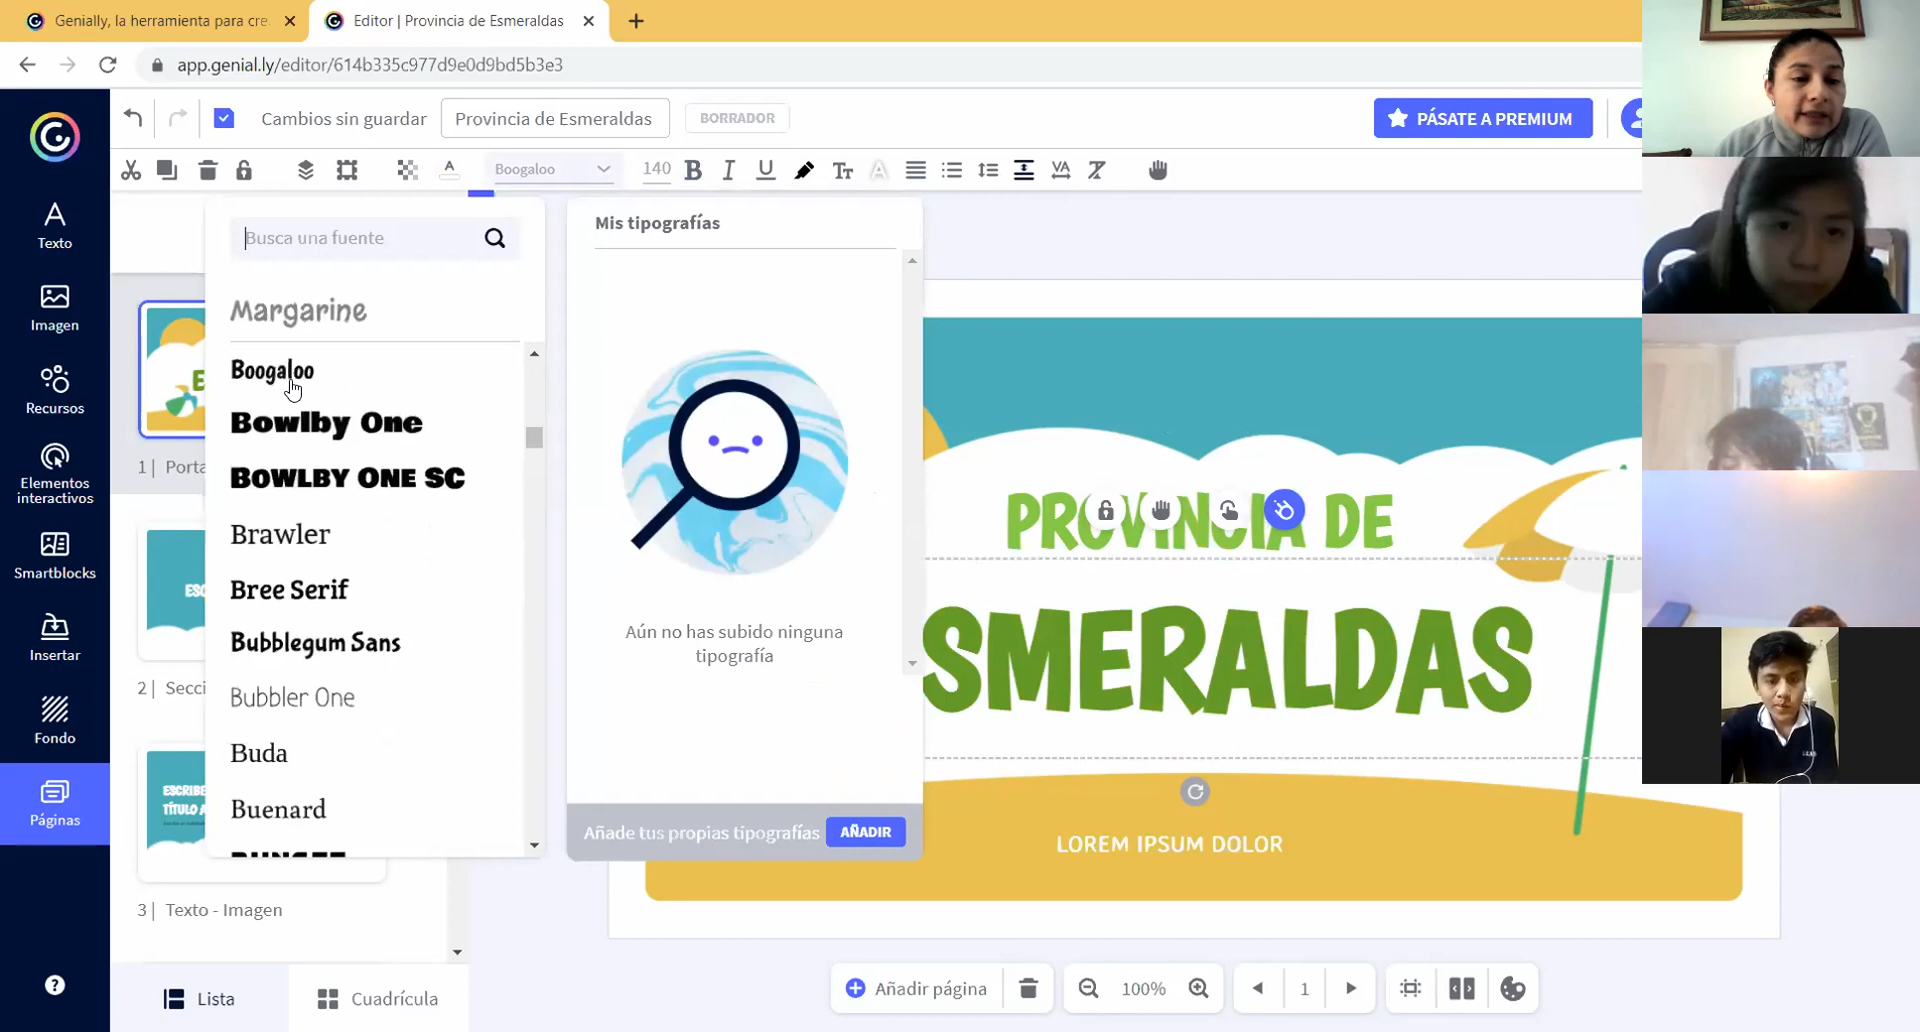 Genially, la herramienta para cre
Editor | Provincia de Esmeraldas
app.genial.ly/editor/614b335c977d9e0d9bd5b3e3
Cambios sin guardar
Provincia de Esmeraldas
BORRADOR
PÁSATE A PREMIUM
Boogaloo
140
Texto
Imagen
Recursos
Elementos
interactivos
Smartblocks
Insertar
Fondo
Páginas
Busca una fuente
Margarine
Boogaloo
Bowlby One
BOWLBY ONE SC
Brawler
Bree Serif
Bubblegum Sans
Bubbler One
Buda
Buenard
Mis tipografías
Aún no has subido ninguna
tipografía
Añade tus propias tipografías
AÑADIR
1 | Porta
ESC
2 | Secci
ESCRIBE
TÍTULO A
3 | Texto - Imagen
PROVINCIA DE
SMERALDAS
LOREM IPSUM DOLOR
Lista
Cuadrícula
Añadir página
100%
1